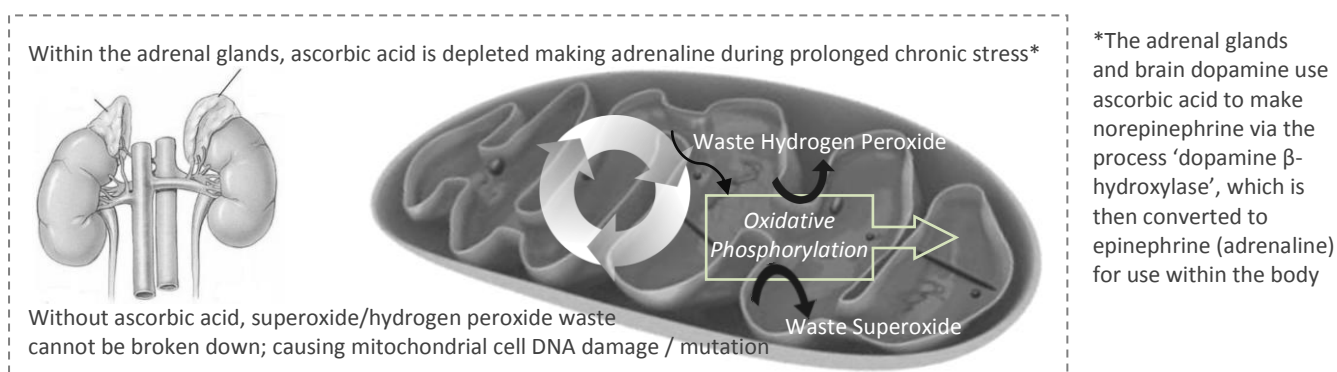 Within the adrenal glands, ascorbic acid is depleted making adrenaline during prolonged chronic stress*
Waste Hydrogen Peroxide
Oxidative
Phosphorylation
Waste Superoxide
Without ascorbic acid, superoxide/hydrogen peroxide waste
cannot be broken down; causing mitochondrial cell DNA damage / mutation
*The adrenal glands
and brain dopamine use
ascorbic acid to make
norepinephrine via the
process ‘dopamine β-
hydroxylase’, which is
then converted to
epinephrine (adrenaline)
for use within the body